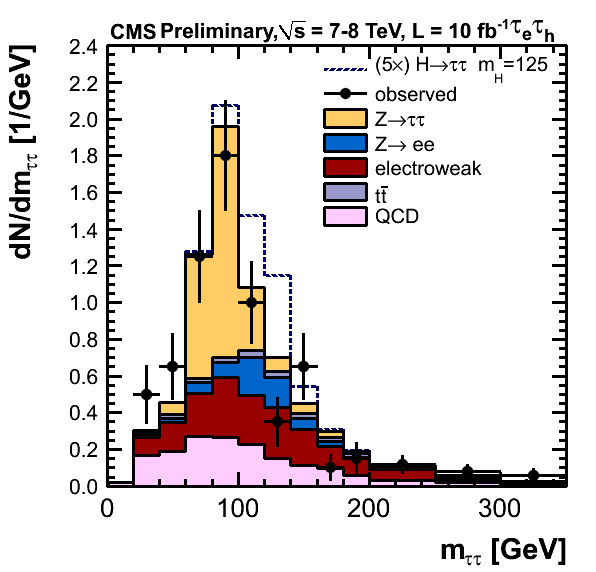 CMS Preliminary, √s = 7-8 TeV, L = 10 fb⁻¹ τeτh
dN/dmττ [1/GeV]
(5×) H→ττ mH=125
observed
Z→ττ
Z→ ee
electroweak
tt̄
QCD
2.4
2.2
2.0
1.8
1.6
1.4
1.2
1.0
0.8
0.6
0.4
0.2
0.0
0 100 200 300
mττ [GeV]